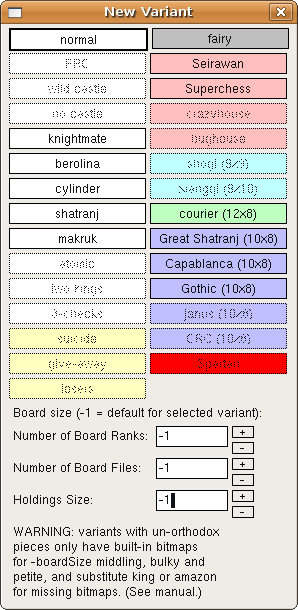 New Variant
normal
fairy
FRC
Seirawan
wild castle
Superchess
no castle
crazyhouse
knightmate
bughouse
berolina
shogi (9x9)
cylinder
xiangqi (9x10)
shatranj
courier (12x8)
makruk
Great Shatranj (10x8)
atomic
Capablanca (10x8)
two kings
Gothic (10x8)
3-checks
janus (10x8)
suicide
CRC (10x8)
give-away
Spartan
losers
Board size (-1 = default for selected variant):
Number of Board Ranks:
-1
+
-
Number of Board Files:
-1
+
-
Holdings Size:
-1
+
-
WARNING: variants with un-orthodox
pieces only have built-in bitmaps
for -boardSize middling, bulky and
petite, and substitute king or amazon
for missing bitmaps. (See manual.)